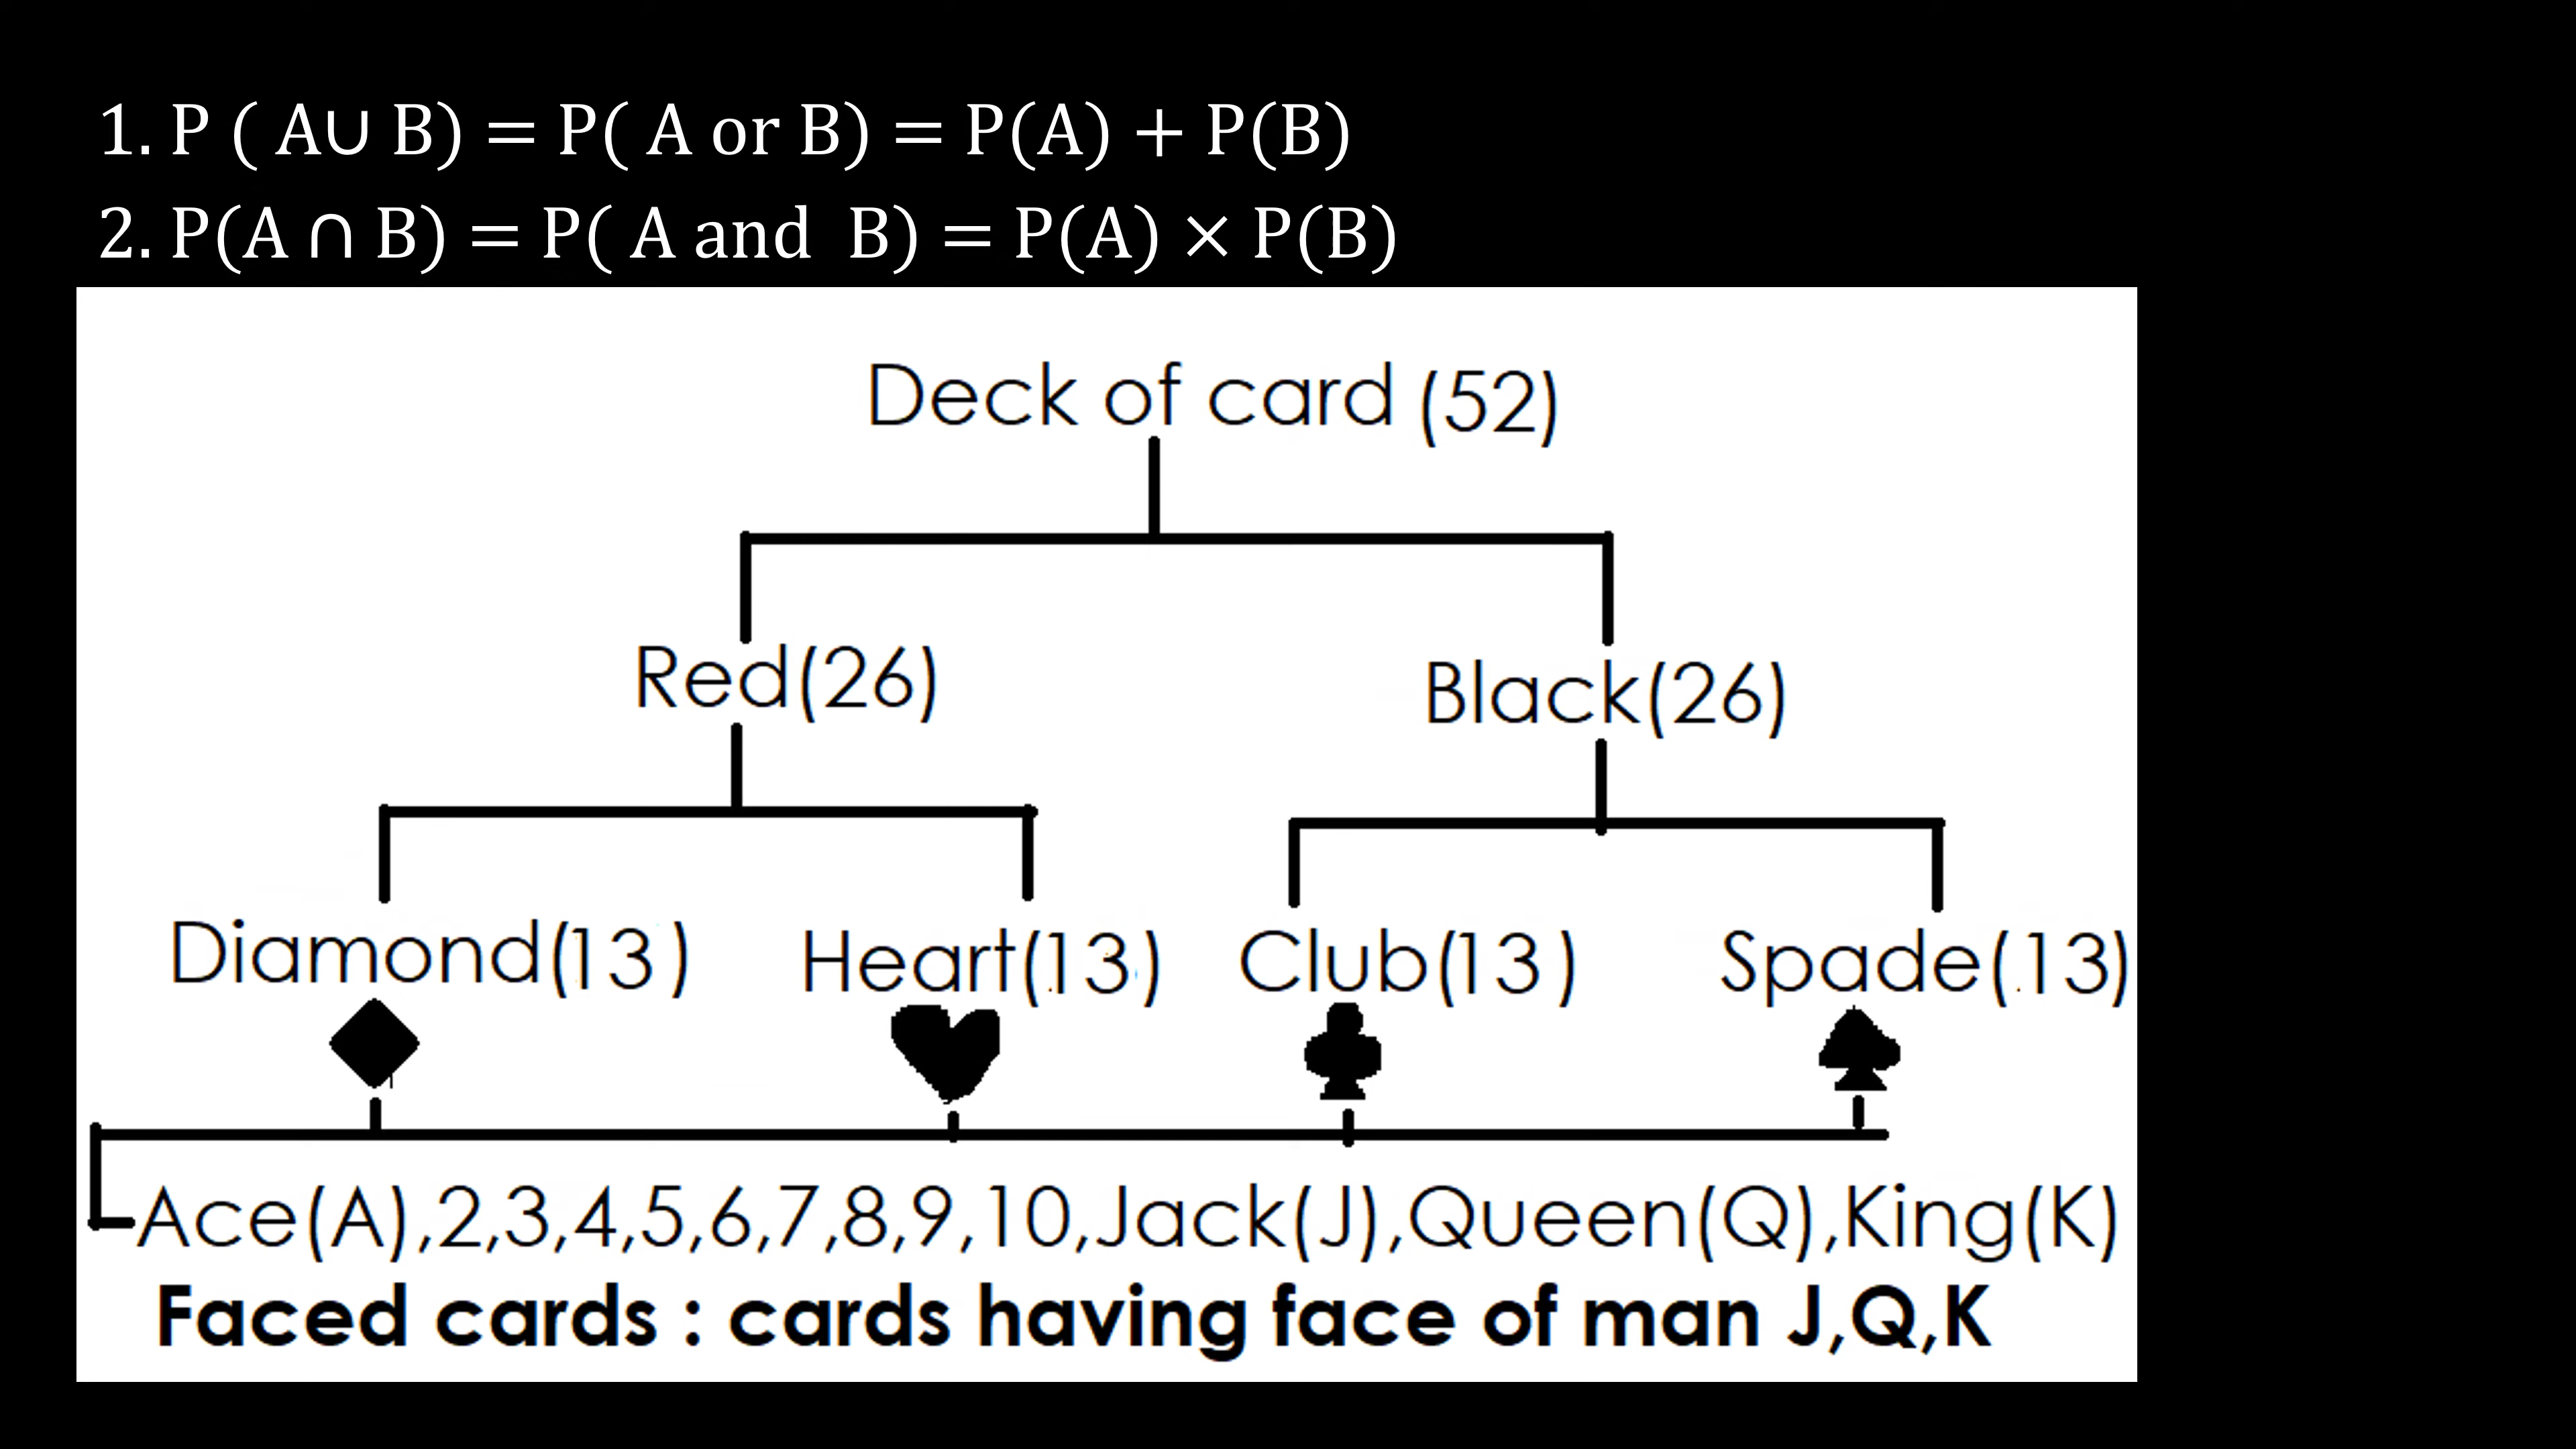 1. P ( A∪ B) = P( A or B) = P(A) + P(B)
2. P(A ∩ B) = P( A and B) = P(A) × P(B)
Deck of card (52)
Red(26) Black(26)
Diamond(13 ) Heart(13) Club(13 ) Spade(13)
Ace(A),2,3,4,5,6,7,8,9,10,Jack(J),Queen(Q),King(K)
Faced cards : cards having face of man J,Q,K